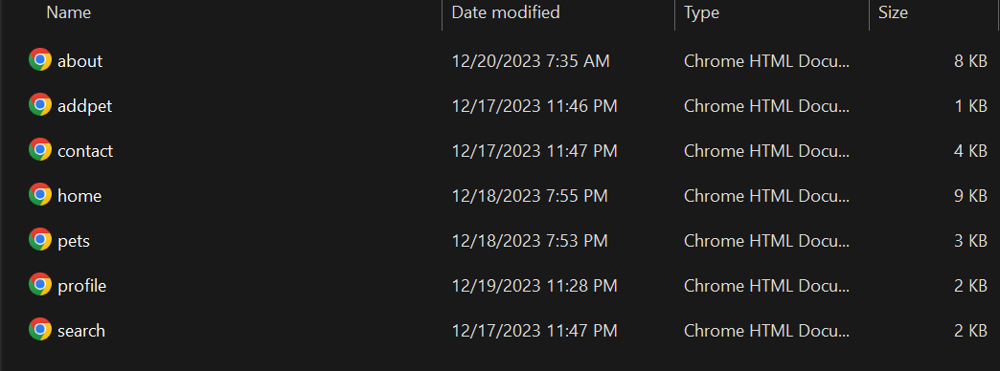 Name Date modified Type Size
about 12/20/2023 7:35 AM Chrome HTML Docu... 8 KB
addpet 12/17/2023 11:46 PM Chrome HTML Docu... 1 KB
contact 12/17/2023 11:47 PM Chrome HTML Docu... 4 KB
home 12/18/2023 7:55 PM Chrome HTML Docu... 9 KB
pets 12/18/2023 7:53 PM Chrome HTML Docu... 3 KB
profile 12/19/2023 11:28 PM Chrome HTML Docu... 2 KB
search 12/17/2023 11:47 PM Chrome HTML Docu... 2 KB